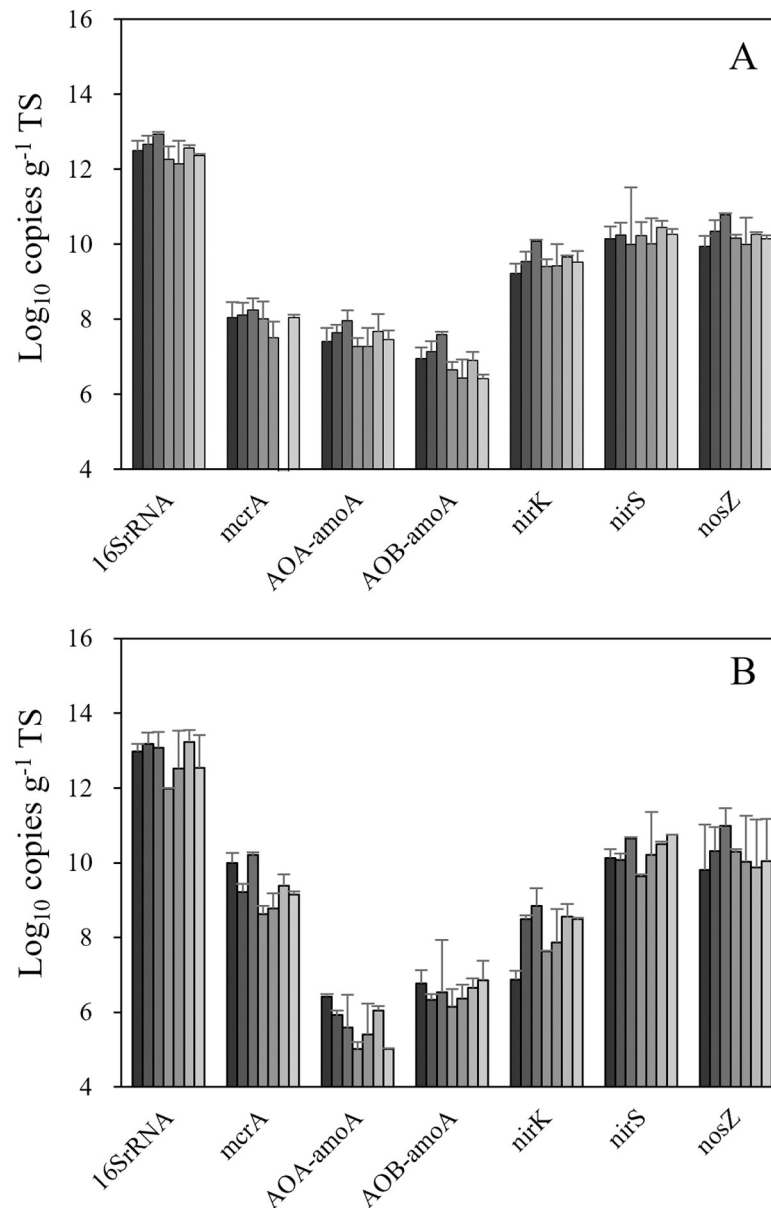 A
Log10 copies g-1 TS
16
14
12
10
8
6
4
16SrRNA
mcrA
AOA-amoA
AOB-amoA
nirK
nirS
nosZ
B
Log10 copies g-1 TS
16
14
12
10
8
6
4
16SrRNA
mcrA
AOA-amoA
AOB-amoA
nirK
nirS
nosZ